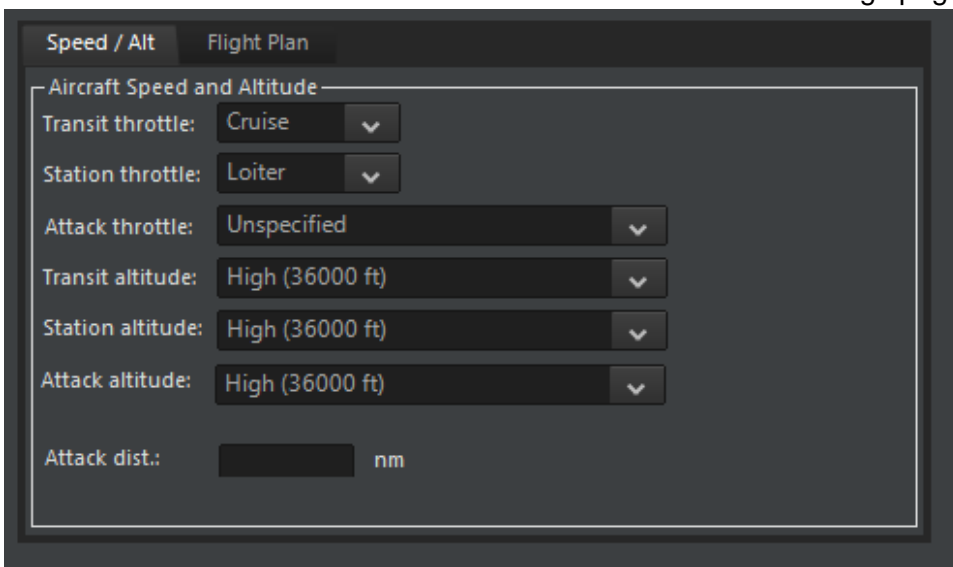 Speed / Alt Flight Plan
Aircraft Speed and Altitude
Transit throttle: Cruise
Station throttle: Loiter
Attack throttle: Unspecified
Transit altitude: High (36000 ft)
Station altitude: High (36000 ft)
Attack altitude: High (36000 ft)
Attack dist.: nm